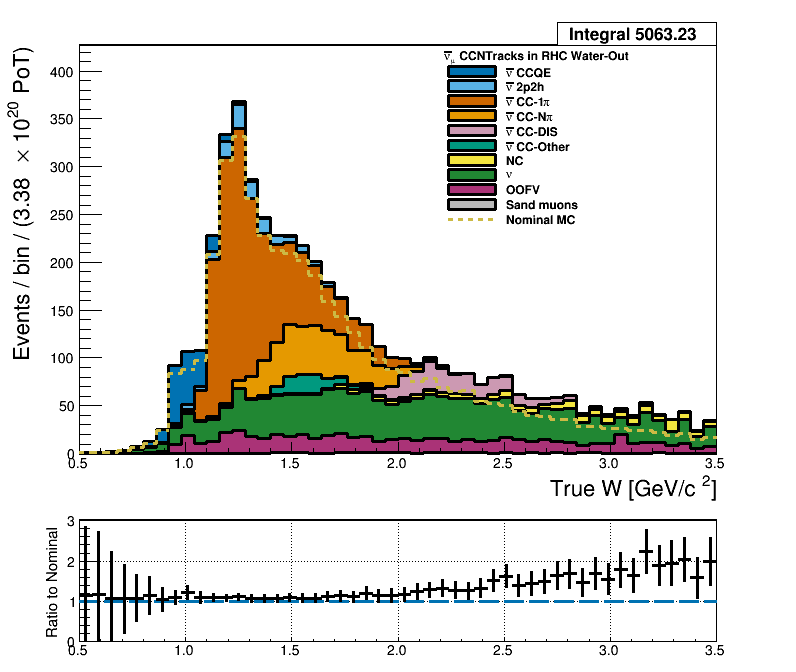 Integral 5063.23
ν̅μ CCNTracks in RHC Water-Out
ν̅ CCQE
ν̅ 2p2h
ν̅ CC-1π
ν̅ CC-Nπ
ν̅ CC-DIS
ν̅ CC-Other
NC
ν
OOFV
Sand muons
Nominal MC
Events / bin / (3.38 × 10²⁰ PoT)
400
350
300
250
200
150
100
50
0
0.5 1.0 1.5 2.0 2.5 3.0 3.5
True W [GeV/c ²]
Ratio to Nominal
3
2
1
0
0.5 1.0 1.5 2.0 2.5 3.0 3.5